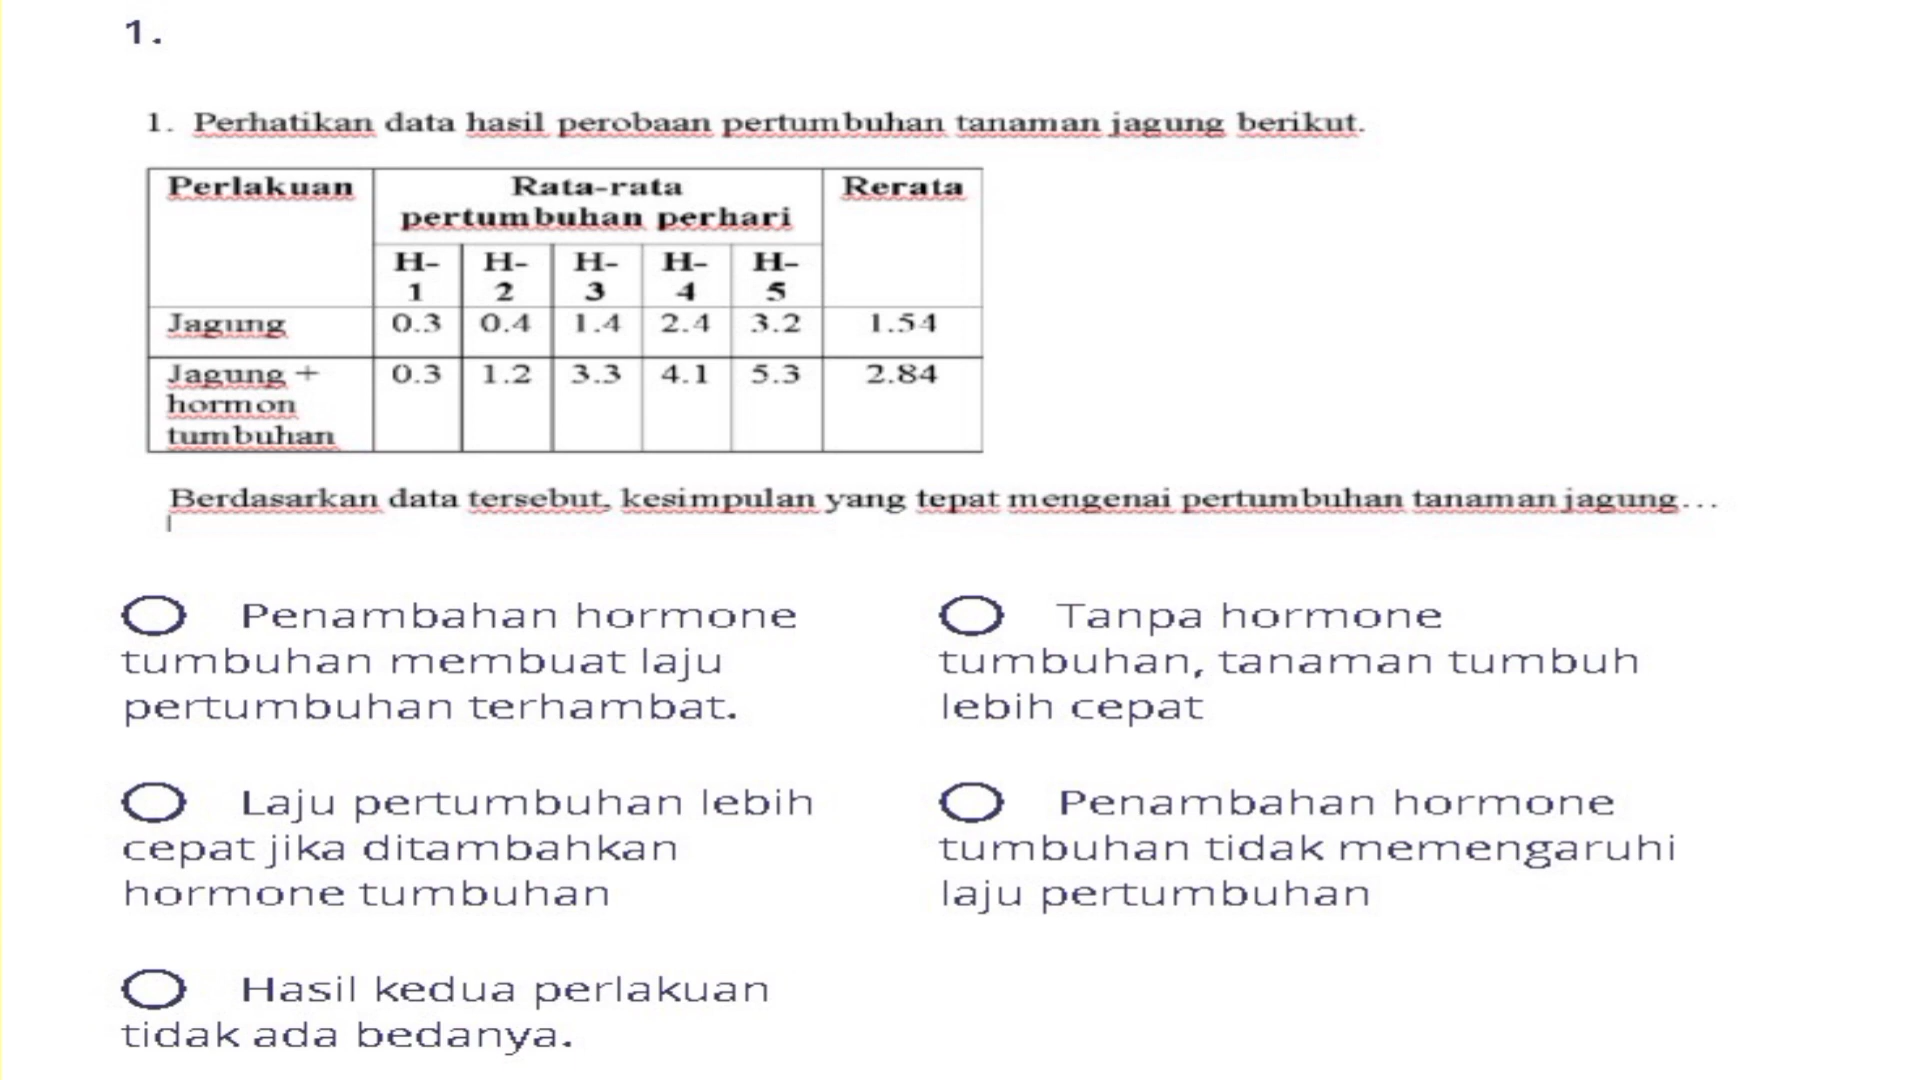 1.
1. Perhatikan data hasil perobaan pertumbuhan tanaman jagung berikut.
Perlakuan Rata-rata pertumbuhan perhari Rerata
H-1 H-2 H-3 H-4 H-5
Jagung 0.3 0.4 1.4 2.4 3.2 1.54
Jagung + hormon tumbuhan 0.3 1.2 3.3 4.1 5.3 2.84
Berdasarkan data tersebut, kesimpulan yang tepat mengenai pertumbuhan tanaman jagung...
Penambahan hormone
tumbuhan membuat laju
pertumbuhan terhambat.
Tanpa hormone
tumbuhan, tanaman tumbuh
lebih cepat
Laju pertumbuhan lebih
cepat jika ditambahkan
hormone tumbuhan
Penambahan hormone
tumbuhan tidak memengaruhi
laju pertumbuhan
Hasil kedua perlakuan
tidak ada bedanya.